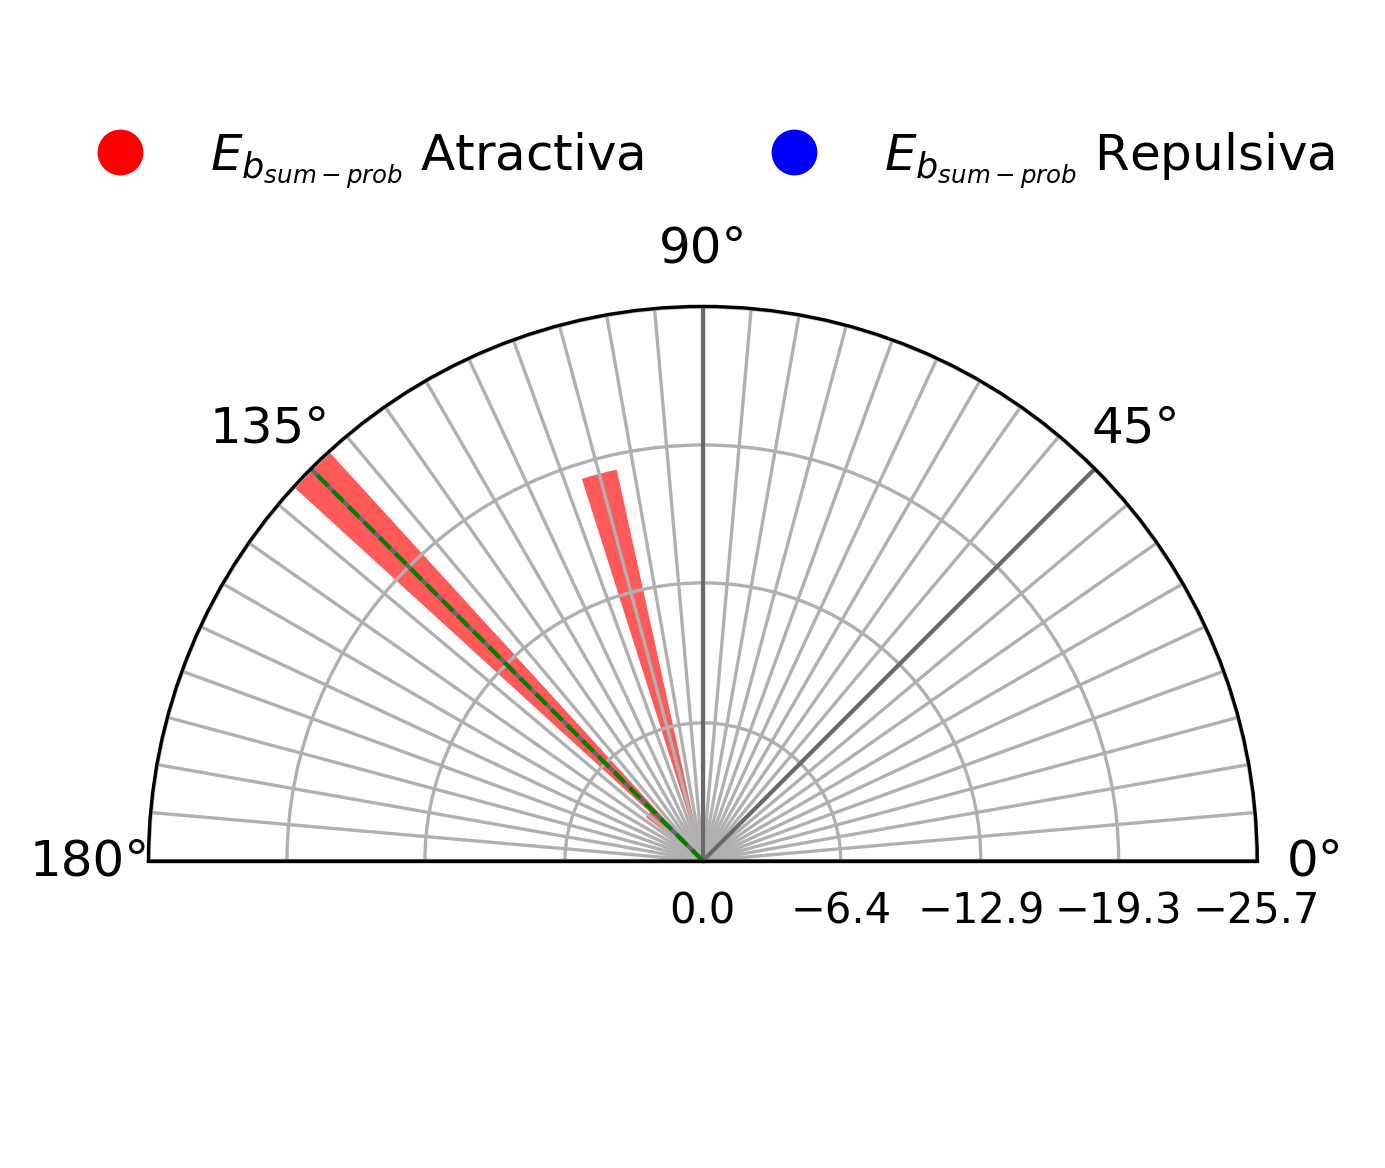 E_{b_{sum−prob}} Atractiva E_{b_{sum−prob}} Repulsiva
90°
135° 45°
180° 0°
0.0 −6.4 −12.9 −19.3 −25.7